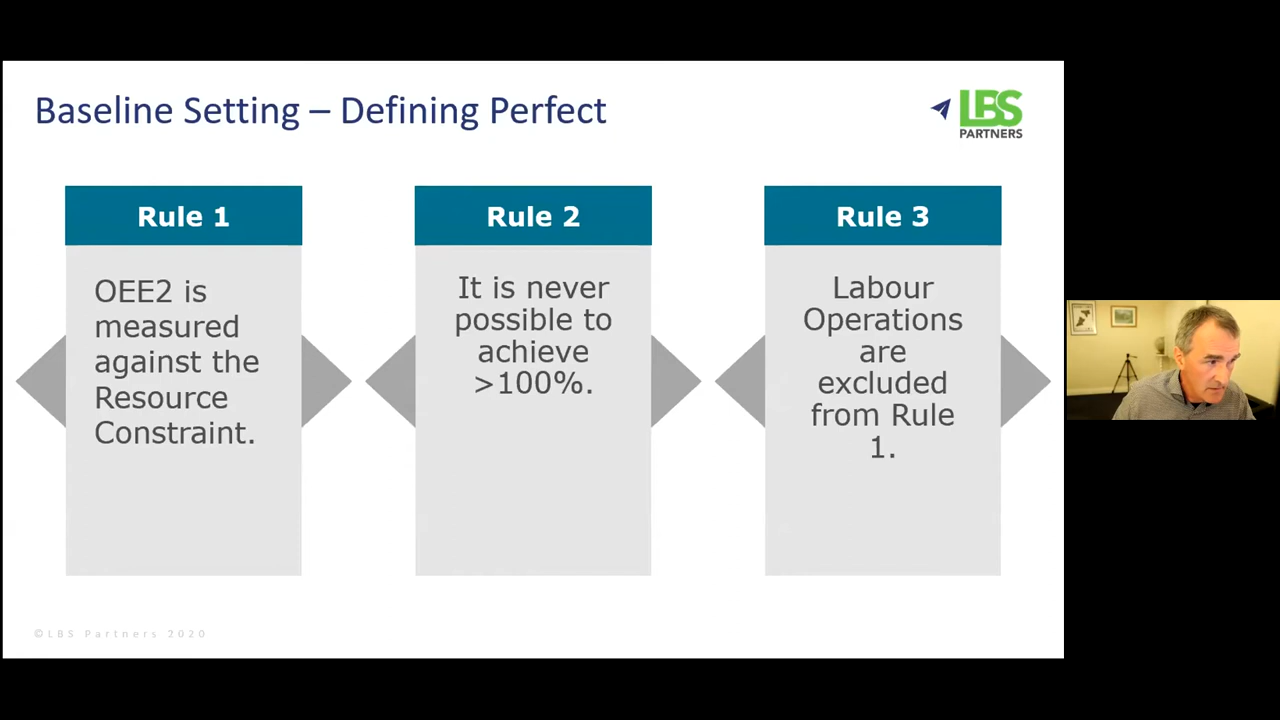 Baseline Setting – Defining Perfect
LBS
PARTNERS
Rule 1
OEE2 is
measured
against the
Resource
Constraint.
Rule 2
It is never
possible to
achieve
>100%.
Rule 3
Labour
Operations
are
excluded
from Rule
1.
©LBS Partners 2020